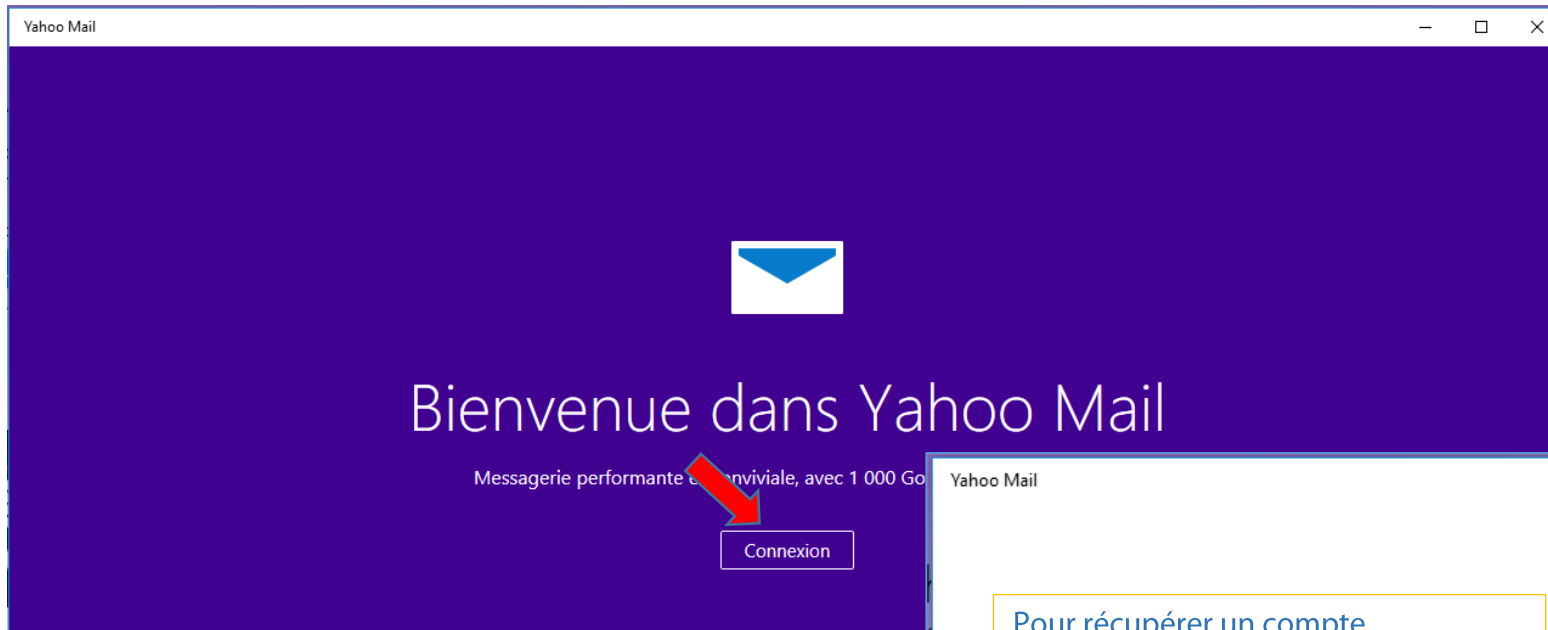 Yahoo Mail
Bienvenue dans Yahoo Mail
Messagerie performante nviviale, avec 1 000 Go
Connexion
Yahoo Mail
Pour récupérer un compte